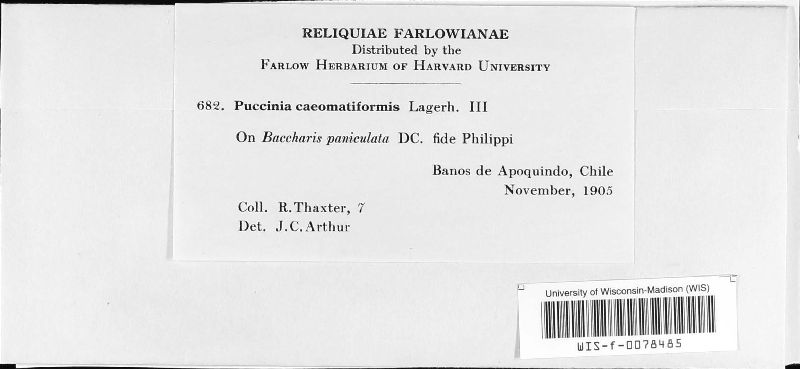 RELIQUIAE FARLOWIANAE
Distributed by the
FARLOW HERBARIUM OF HARVARD UNIVERSITY
682. Puccinia caeomatiformis Lagerh. III
On Baccharis paniculata DC. fide Philippi
Banos de Apoquindo, Chile
November, 1905
Coll. R. Thaxter, 7
Det. J. C. Arthur
University of Wisconsin-Madison (WIS)
WIS-f-0078485